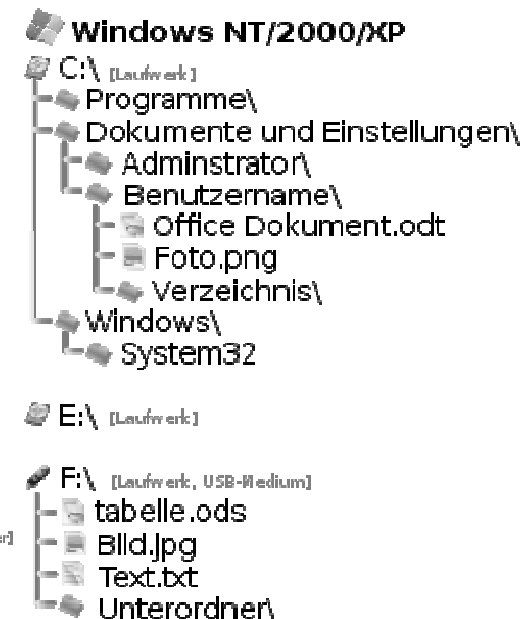 Windows NT/2000/XP
C:\ [Laufwerk]
Programme\
Dokumente und Einstellungen\
Adminstrator\
Benutzername\
Office Dokument.odt
Foto.png
Verzeichnis\
Windows\
System32
E:\ [Laufwerk]
F:\ [Laufwerk, USB-Medium]
tabelle.ods
er]
Bild.jpg
Text.txt
Unterordner\